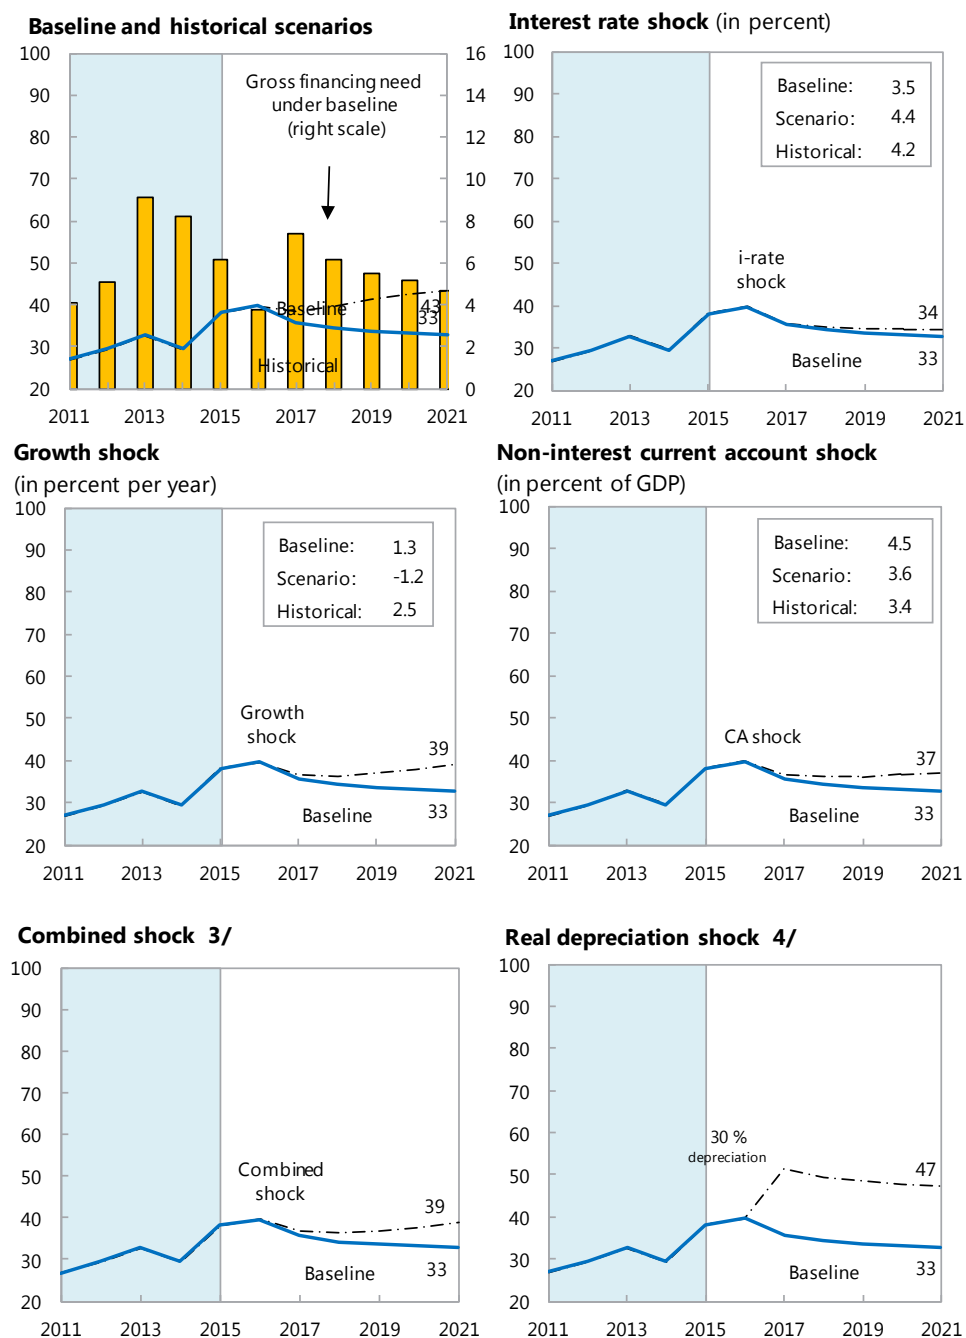 Baseline and historical scenarios
100
90
80
70
60
50
40
30
20
16
14
12
10
8
6
4
2
0
Gross financing need
under baseline
(right scale)
Baseline
43
33
Historical
2011 2013 2015 2017 2019 2021
Interest rate shock (in percent)
100
90
80
70
60
50
40
30
20
Baseline: 3.5
Scenario: 4.4
Historical: 4.2
i-rate
shock
34
Baseline 33
2011 2013 2015 2017 2019 2021
Growth shock
(in percent per year)
100
90
80
70
60
50
40
30
20
Baseline: 1.3
Scenario: -1.2
Historical: 2.5
Growth
shock
39
Baseline 33
2011 2013 2015 2017 2019 2021
Non-interest current account shock
(in percent of GDP)
100
90
80
70
60
50
40
30
20
Baseline: 4.5
Scenario: 3.6
Historical: 3.4
CA shock
37
Baseline 33
2011 2013 2015 2017 2019 2021
Combined shock 3/
100
90
80
70
60
50
40
30
20
Combined
shock
39
Baseline 33
2011 2013 2015 2017 2019 2021
Real depreciation shock 4/
100
90
80
70
60
50
40
30
20
30 %
depreciation
47
Baseline 33
2011 2013 2015 2017 2019 2021